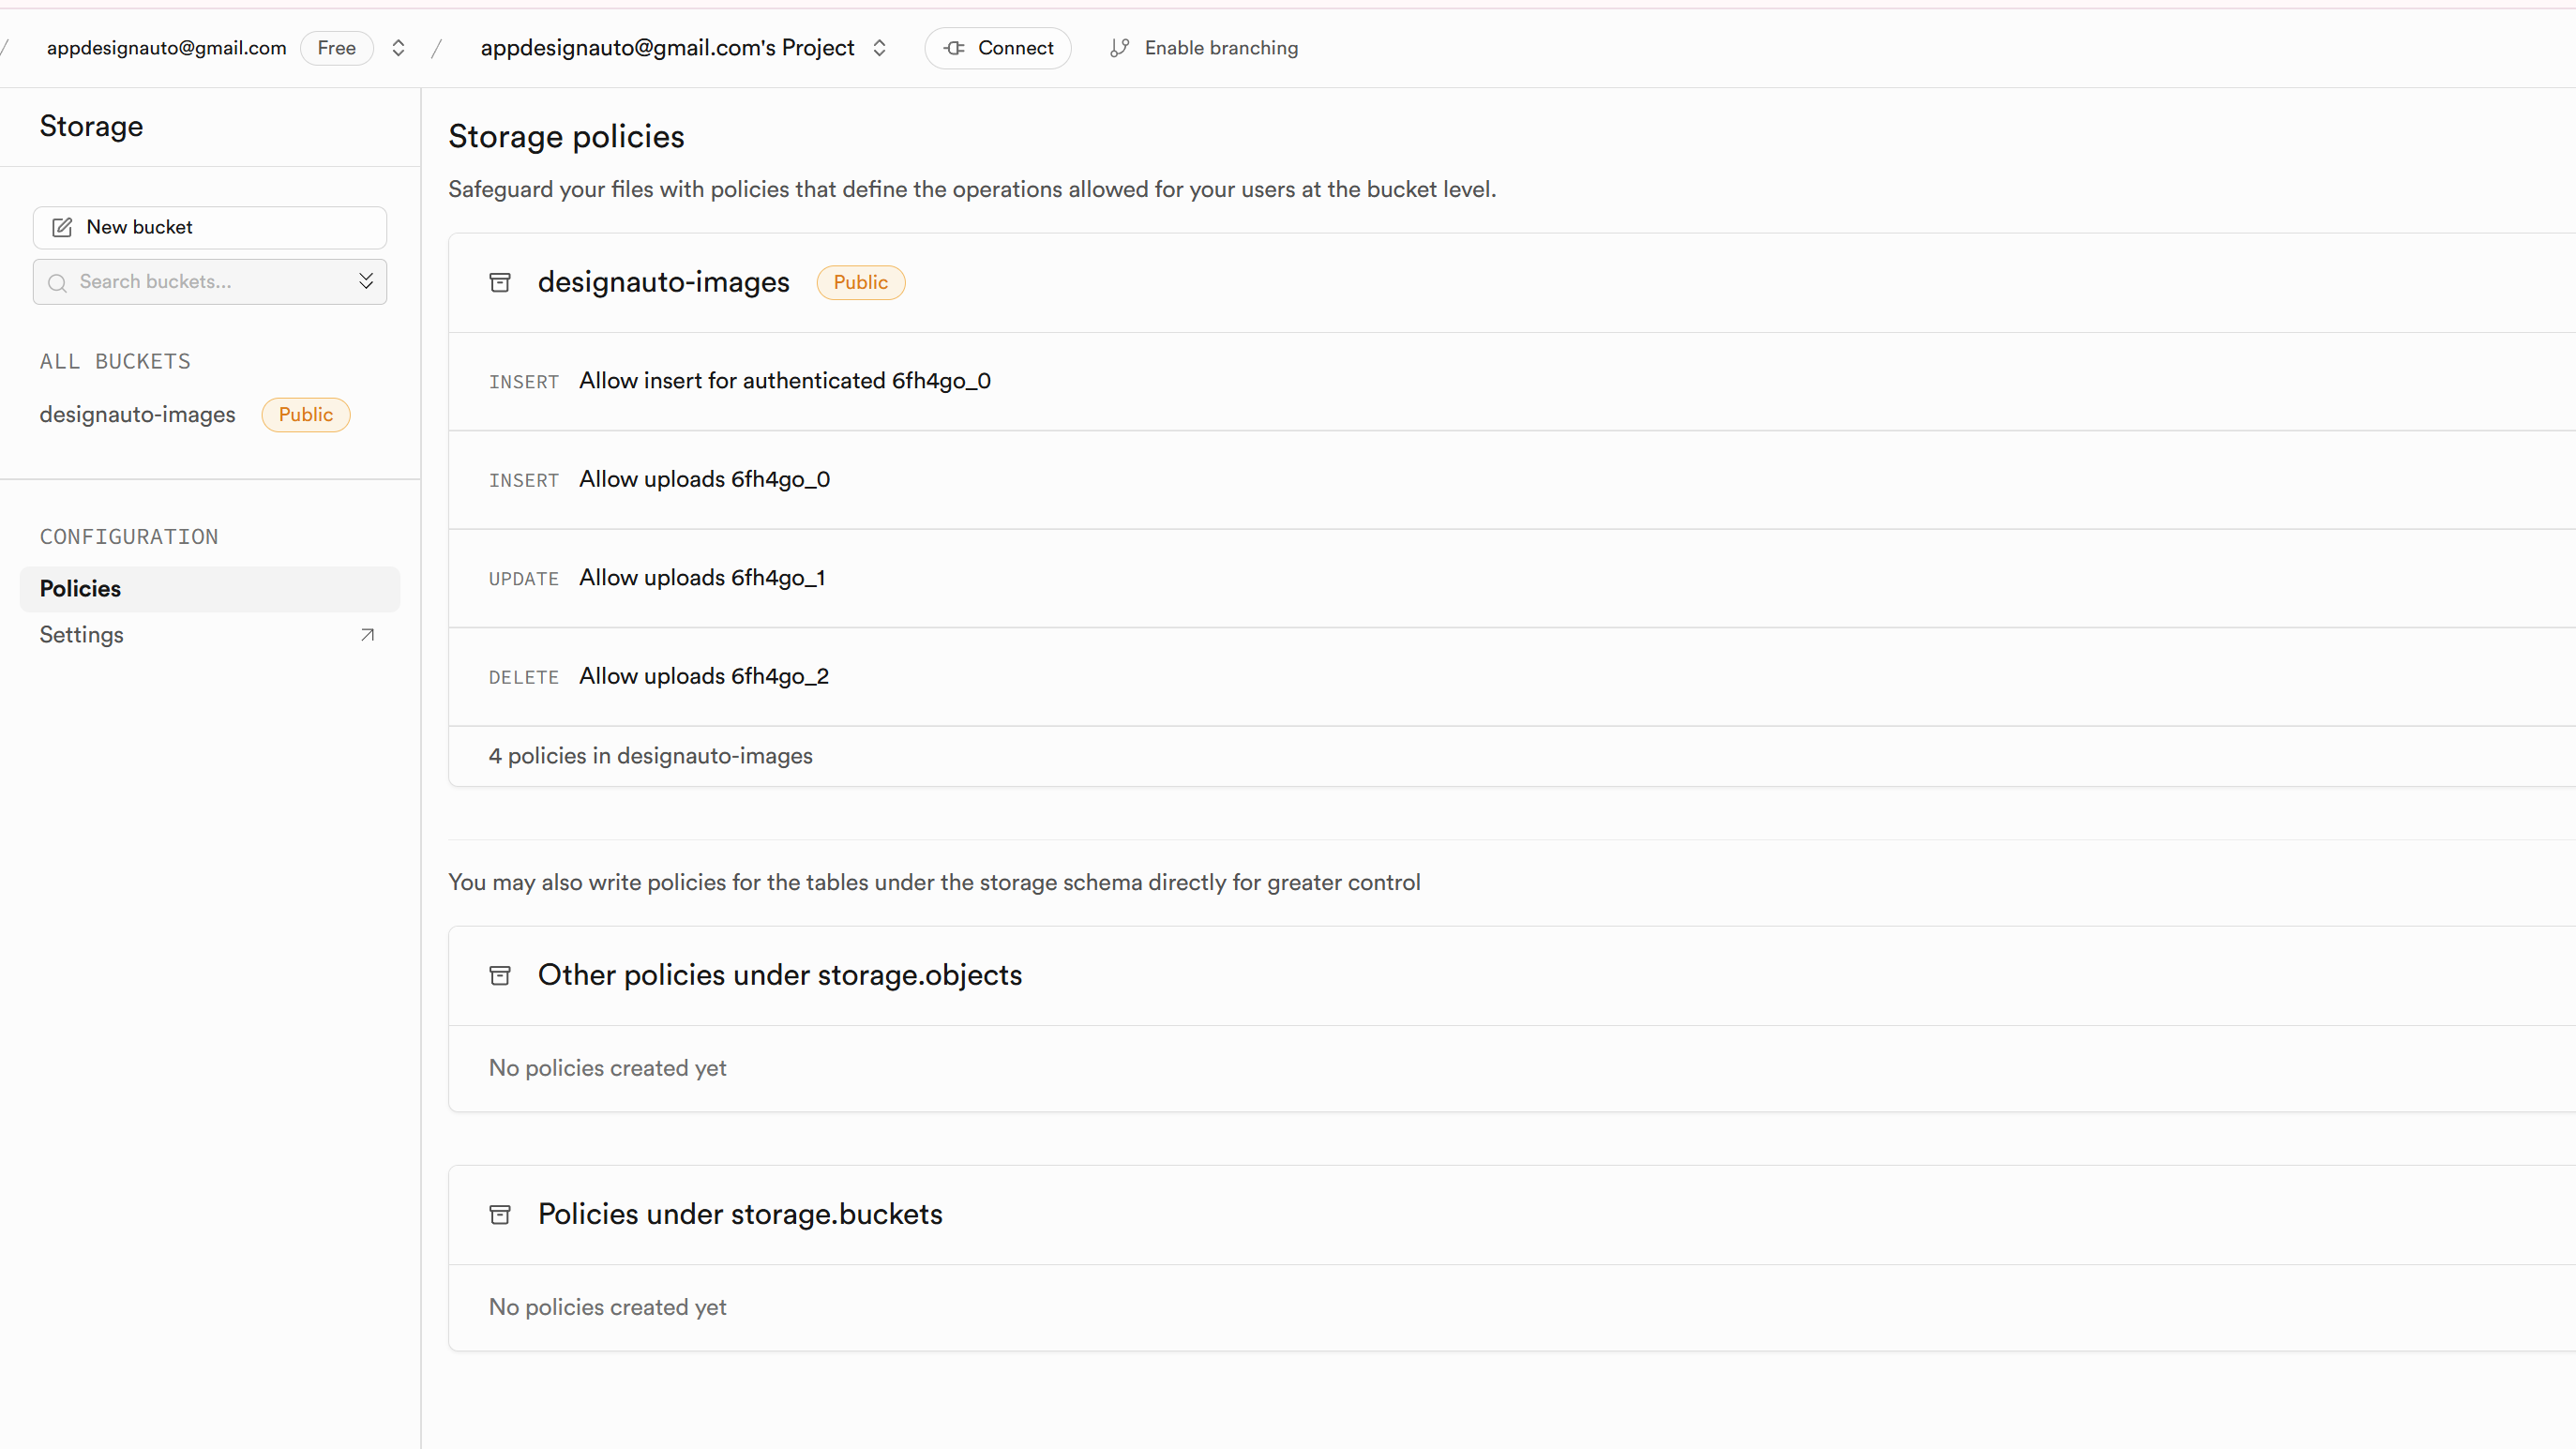 / appdesignauto@gmail.com Free / appdesignauto@gmail.com's Project Connect Enable branching
Storage
New bucket
Search buckets...
ALL BUCKETS
designauto-images Public
CONFIGURATION
Policies
Settings
Storage policies
Safeguard your files with policies that define the operations allowed for your users at the bucket level.
designauto-images Public
INSERT Allow insert for authenticated 6fh4go_0
INSERT Allow uploads 6fh4go_0
UPDATE Allow uploads 6fh4go_1
DELETE Allow uploads 6fh4go_2
4 policies in designauto-images
You may also write policies for the tables under the storage schema directly for greater control
Other policies under storage.objects
No policies created yet
Policies under storage.buckets
No policies created yet